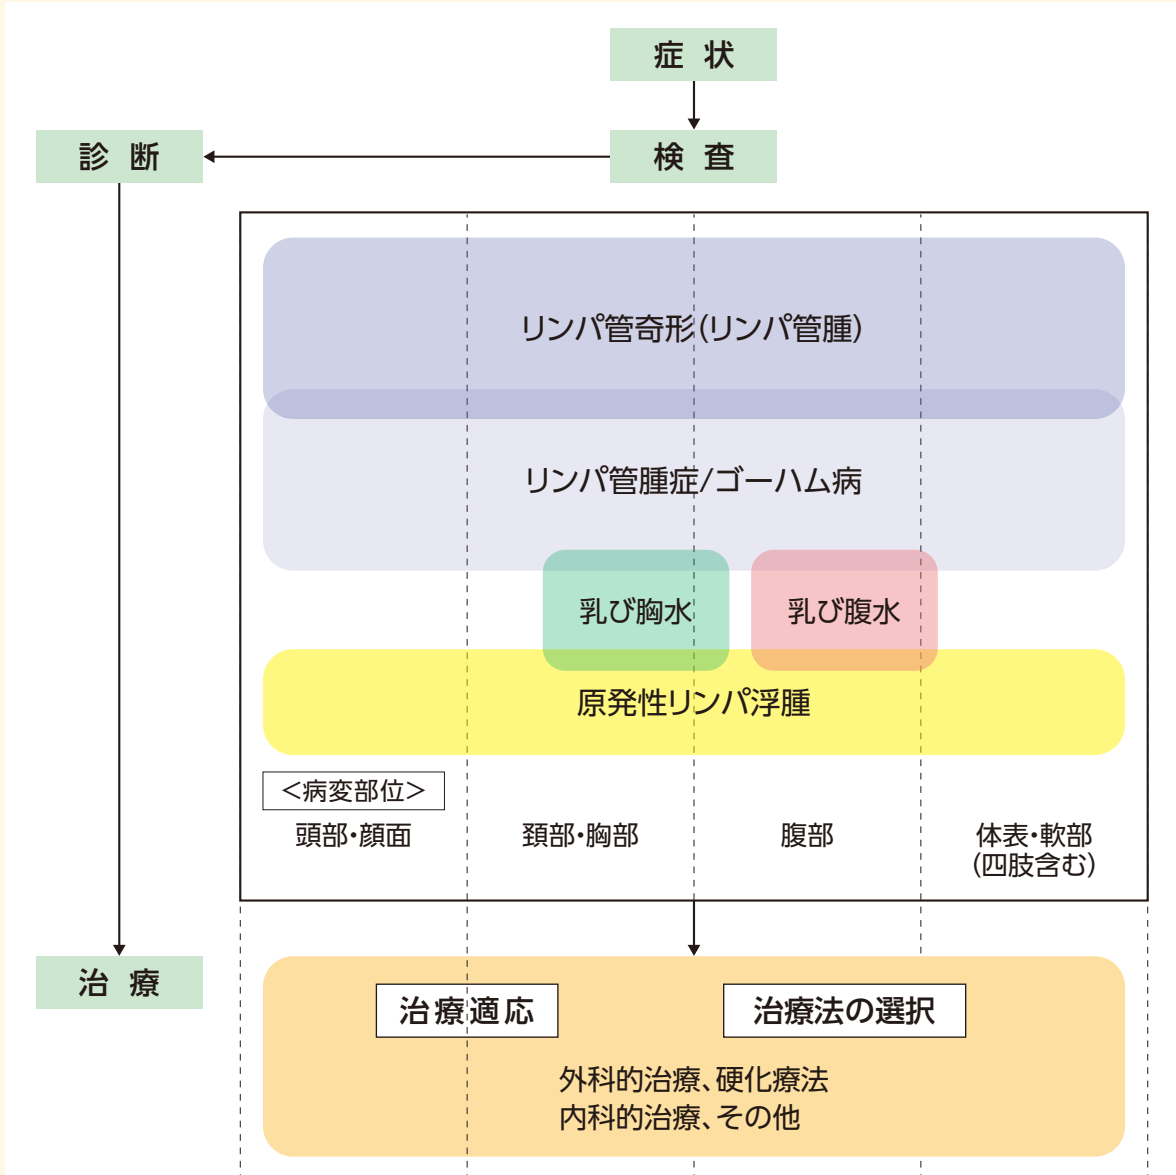 症状
診断
検査
リンパ管奇形(リンパ管腫)
リンパ管腫症/ゴーハム病
乳び胸水
乳び腹水
原発性リンパ浮腫
<病変部位>
頭部・顔面
頚部・胸部
腹部
体表・軟部
(四肢含む)
治療
治療適応
治療法の選択
外科的治療、硬化療法
内科的治療、その他